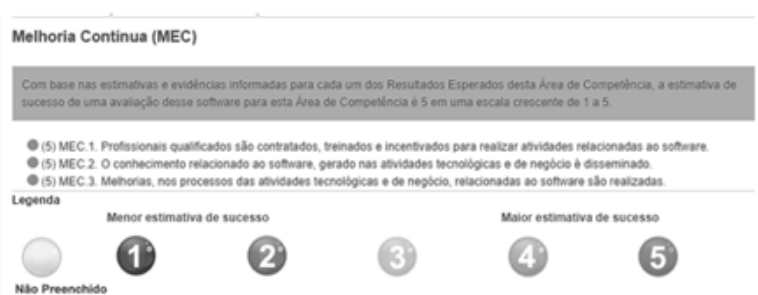 Melhoria Contínua (MEC)
Com base nas estimativas e evidências informadas para cada um dos Resultados Esperados desta Área de Competência, a estimativa de
sucesso de uma avaliação desse software para esta Área de Competência é 5 em uma escala crescente de 1 a 5.
(5) MEC.1. Profissionais qualificados são contratados, treinados e incentivados para realizar atividades relacionadas ao software.
(5) MEC.2. O conhecimento relacionado ao software, gerado nas atividades tecnológicas e de negócio é disseminado.
(5) MEC.3. Melhorias, nos processos das atividades tecnológicas e de negócio, relacionadas ao software são realizadas.
Legenda
Menor estimativa de sucesso Maior estimativa de sucesso
1 2 3 4 5
Não Preenchido